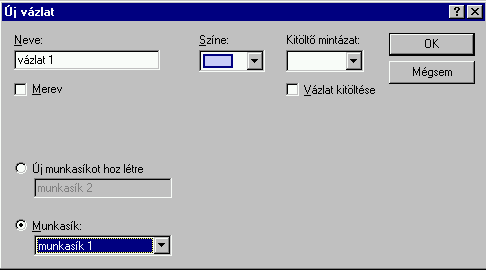 Új vázlat
Neve: Színe: Kitöltő mintázat: OK
vázlat 1
Mégsem
Merev Vázlat kitöltése
Új munkasíkot hoz létre
munkasík 2
Munkasík:
munkasík 1